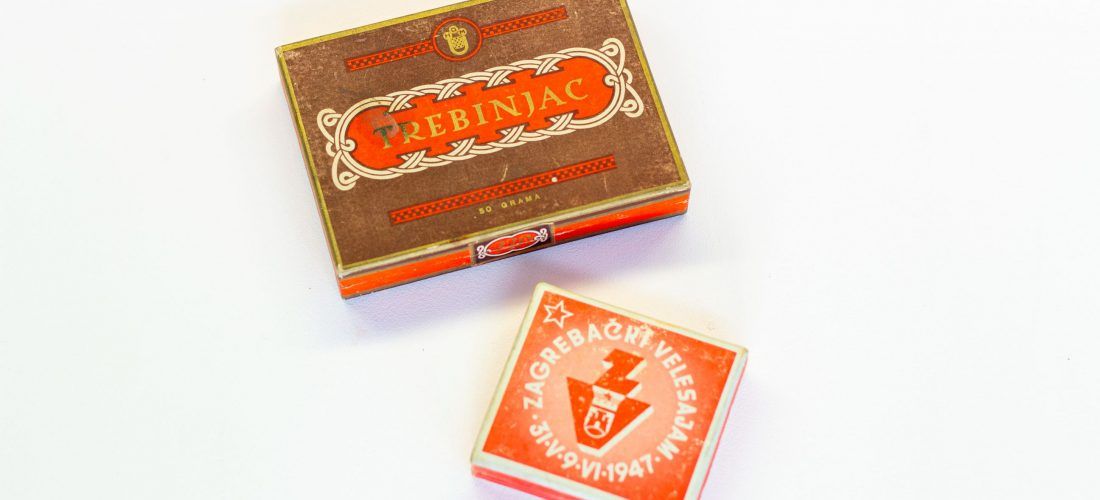 TREBINJAC
50 GRAMA
ZAGREBAČKI VELESAJAM
31·V·9·VI·1947